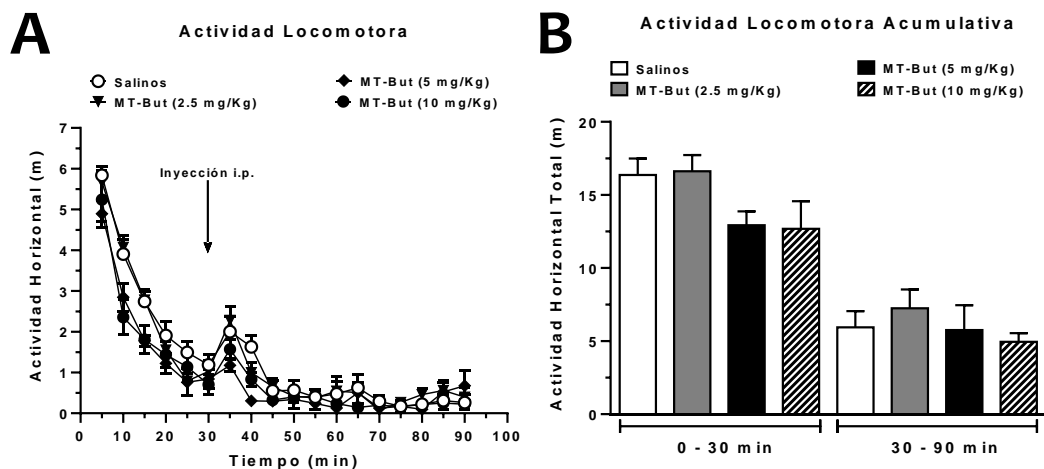 A
Actividad Locomotora
Salinos
MT-But (2.5 mg/Kg)
MT-But (5 mg/Kg)
MT-But (10 mg/Kg)
Actividad Horizontal (m)
7
6
5
4
3
2
1
0
Inyección i.p.
0 10 20 30 40 50 60 70 80 90 100
Tiempo (min)
B
Actividad Locomotora Acumulativa
Salinos
MT-But (2.5 mg/Kg)
MT-But (5 mg/Kg)
MT-But (10 mg/Kg)
Actividad Horizontal Total (m)
20
15
10
5
0
0 - 30 min
30 - 90 min